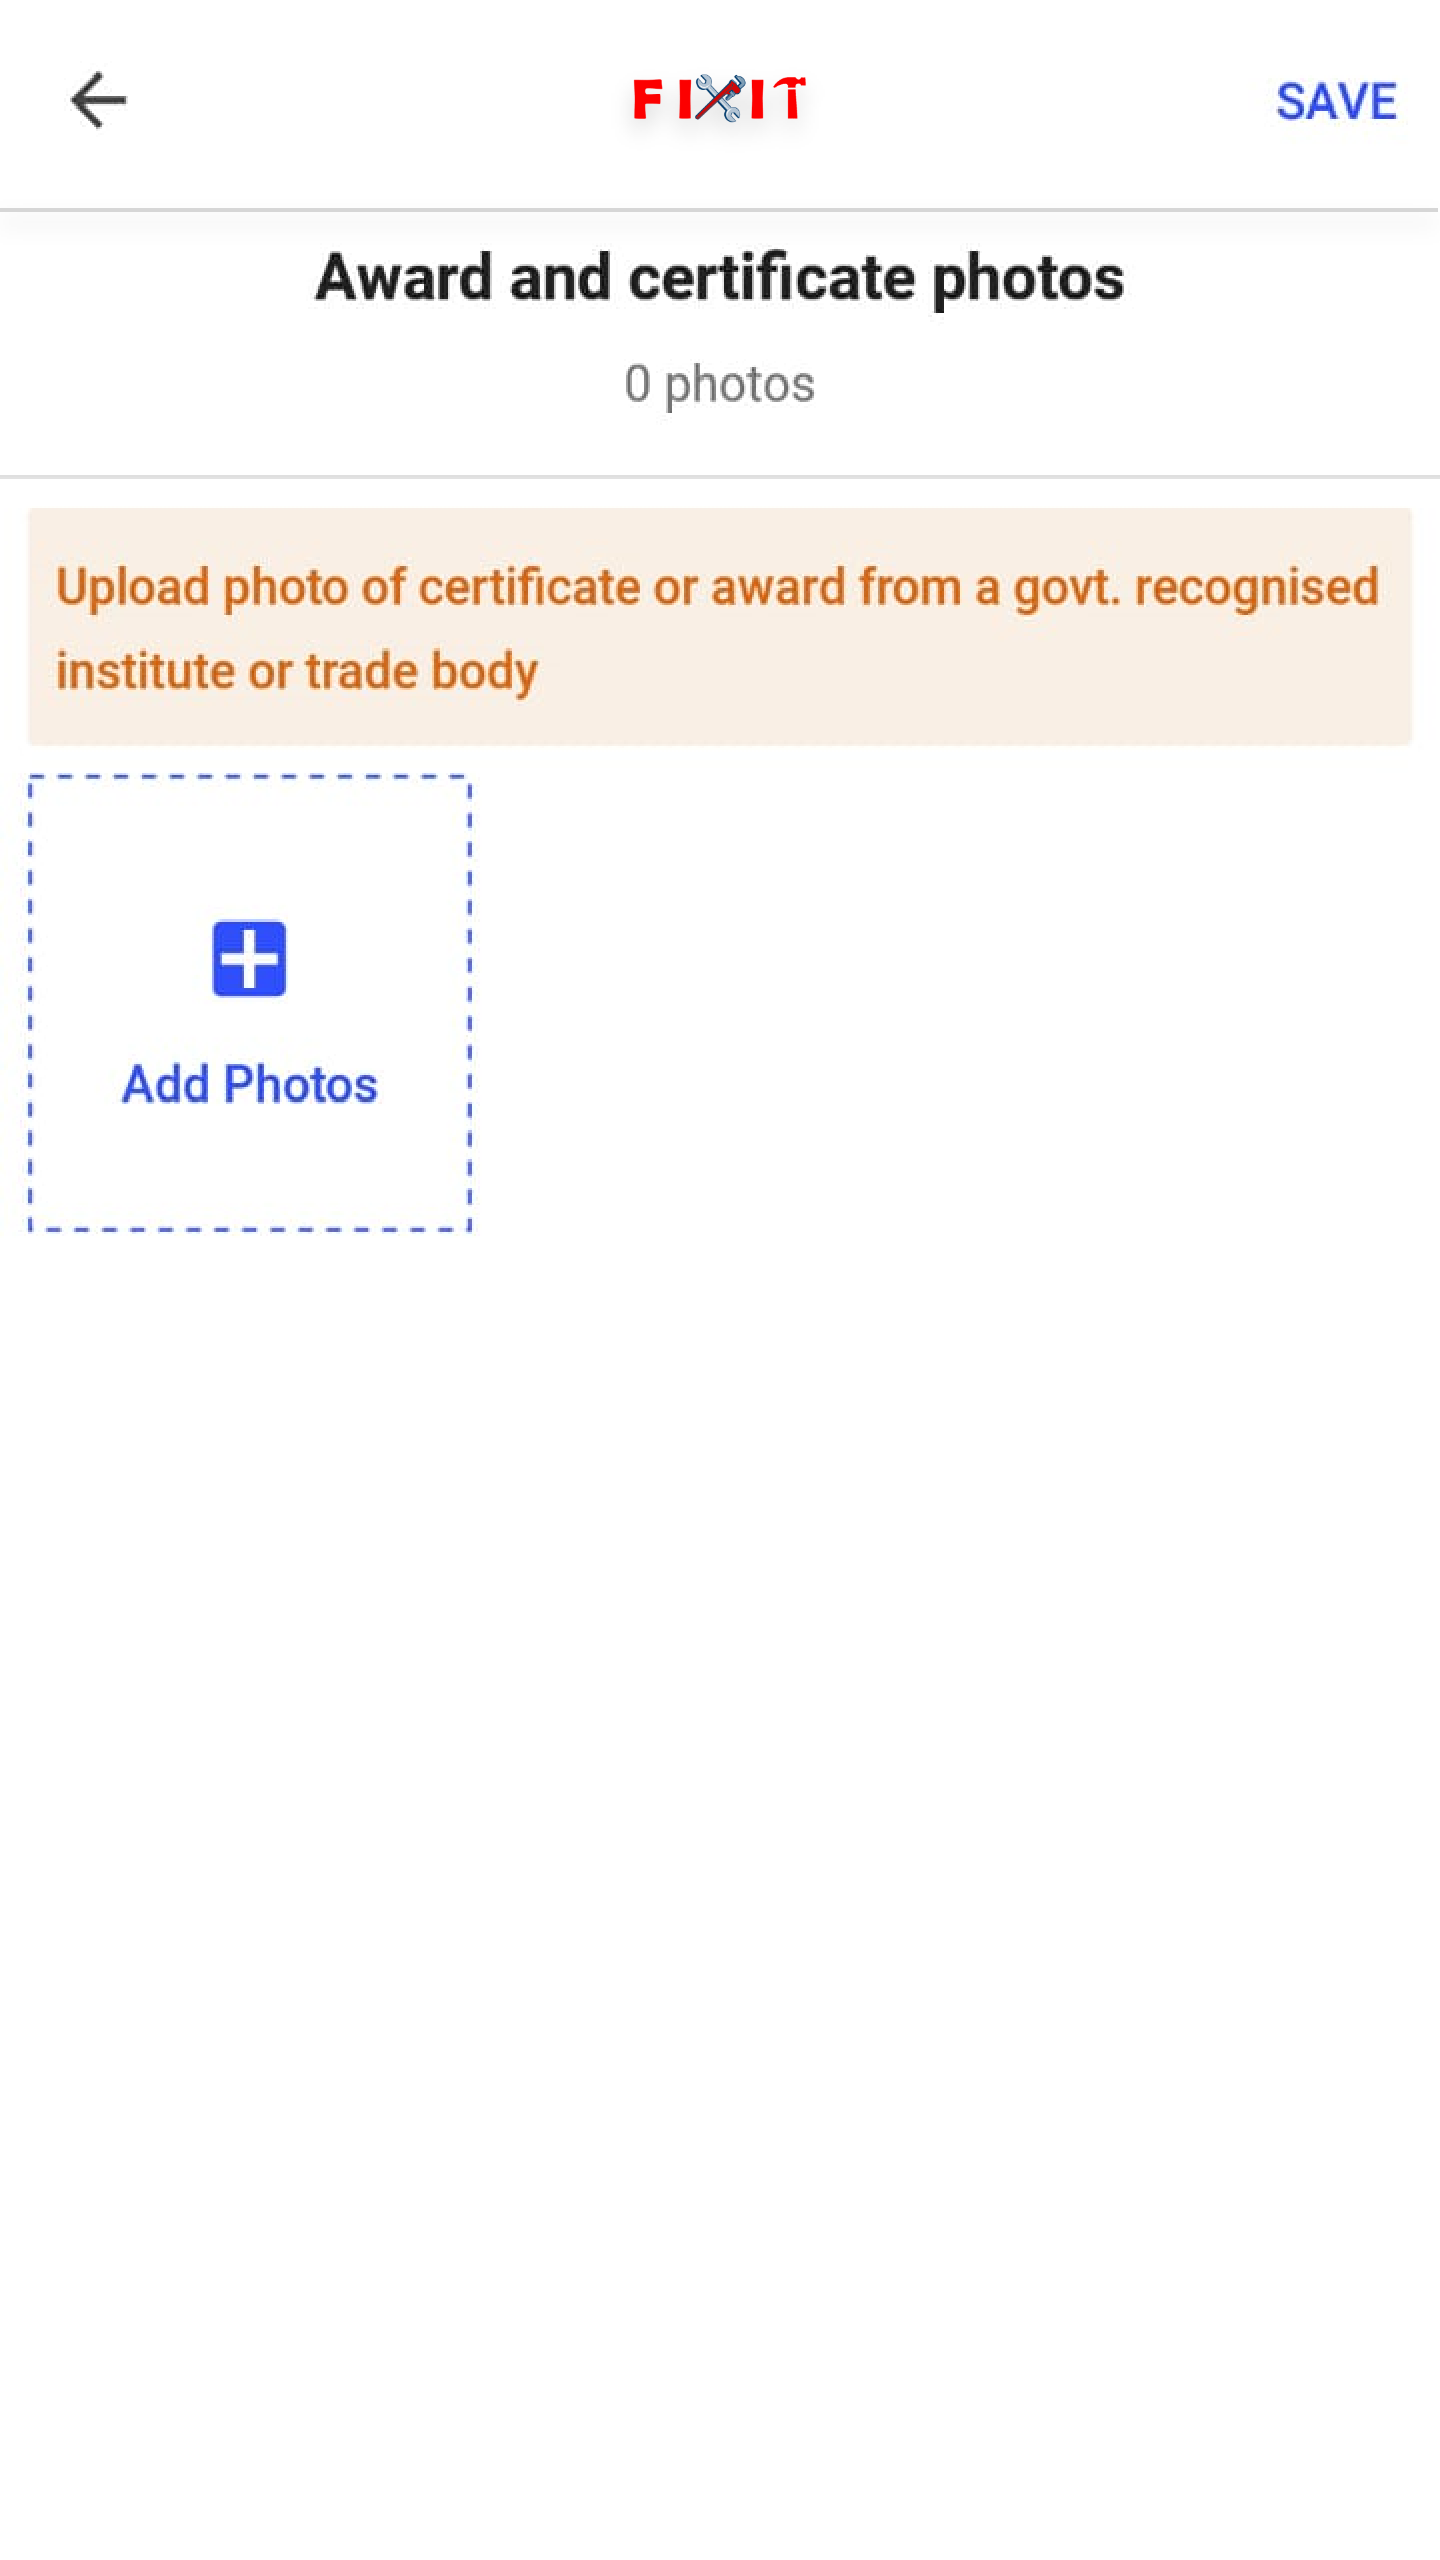 FIXIT
SAVE
Award and certificate photos
0 photos
Upload photo of certificate or award from a govt. recognised
institute or trade body
Add Photos